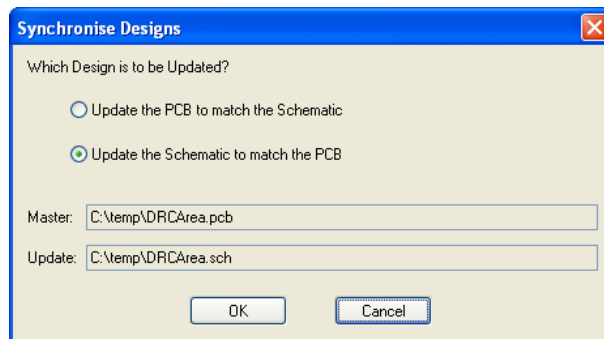 Synchronise Designs
Which Design is to be Updated?
Update the PCB to match the Schematic
Update the Schematic to match the PCB
Master: C:\temp\DRCArea.pcb
Update: C:\temp\DRCArea.sch
OK Cancel